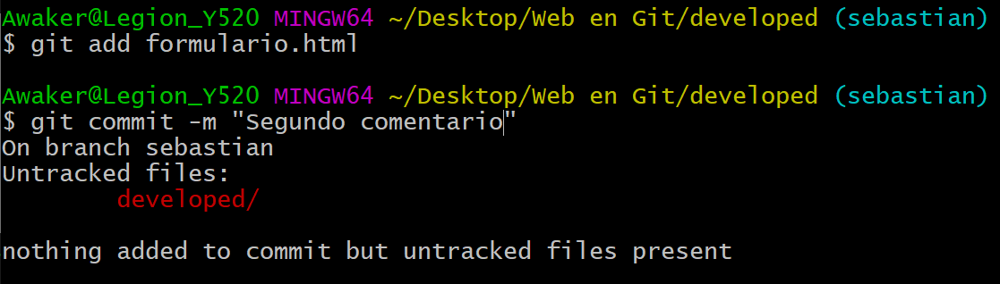 Awaker@Legion_Y520 MINGW64 ~/Desktop/Web en Git/developed (sebastian)
$ git add formulario.html
Awaker@Legion_Y520 MINGW64 ~/Desktop/Web en Git/developed (sebastian)
$ git commit -m "Segundo comentario"
On branch sebastian
Untracked files:
developed/
nothing added to commit but untracked files present